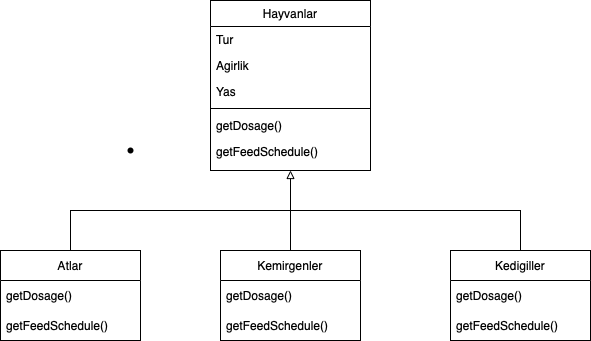 Hayvanlar
Tur
Agirlik
Yas
getDosage()
getFeedSchedule()
Atlar
getDosage()
getFeedSchedule()
Kemirgenler
getDosage()
getFeedSchedule()
Kedigiller
getDosage()
getFeedSchedule()